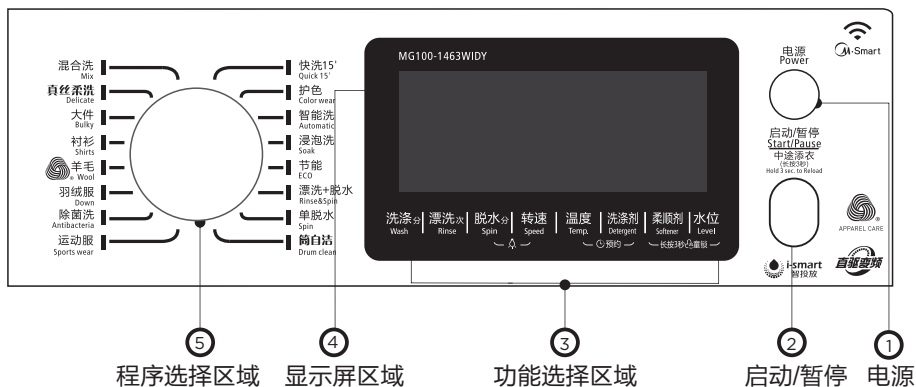 MG100-1463WIDY
M-Smart
电源
Power
启动/暂停
Start/Pause
中途添衣
(长按3秒)
Hold 3 sec. to Reload
APPAREL CARE
i-smart
智投放
直驱变频
混合洗
Mix
真丝柔洗
Delicate
大件
Bulky
衬衫
Shirts
羊毛
Wool
羽绒服
Down
除菌洗
Antibacteria
运动服
Sports wear
快洗15'
Quick 15'
护色
Color wear
智能洗
Automatic
浸泡洗
Soak
节能
ECO
漂洗+脱水
Rinse&Spin
单脱水
Spin
筒自洁
Drum clean
洗涤分 漂洗次 脱水分 转速 温度 洗涤剂 柔顺剂 水位
Wash Rinse Spin Speed Temp. Detergent Softener Level
预约 长按3秒 童锁
5 4 3 2 1
程序选择区域 显示屏区域 功能选择区域 启动/暂停 电源